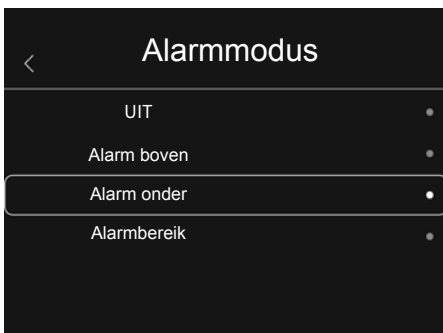 Alarmmodus
UIT
Alarm boven
Alarm onder
Alarmbereik